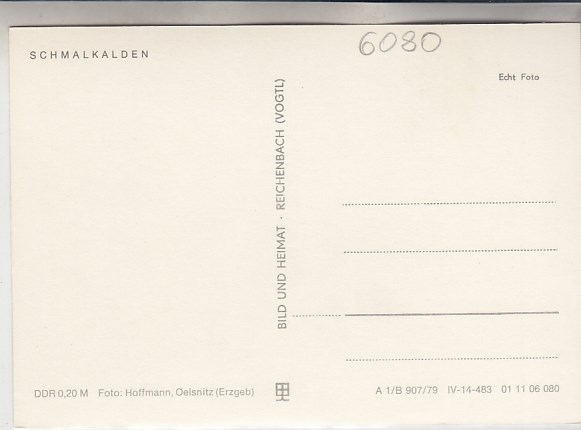 6080
SCHMALKALDEN
Echt Foto
BILD UND HEIMAT · REICHENBACH (VOGTL)
DDR 0,20 M Foto: Hoffmann, Oelsnitz (Erzgeb)
A 1/B 907/79 IV-14-483 01 11 06 080